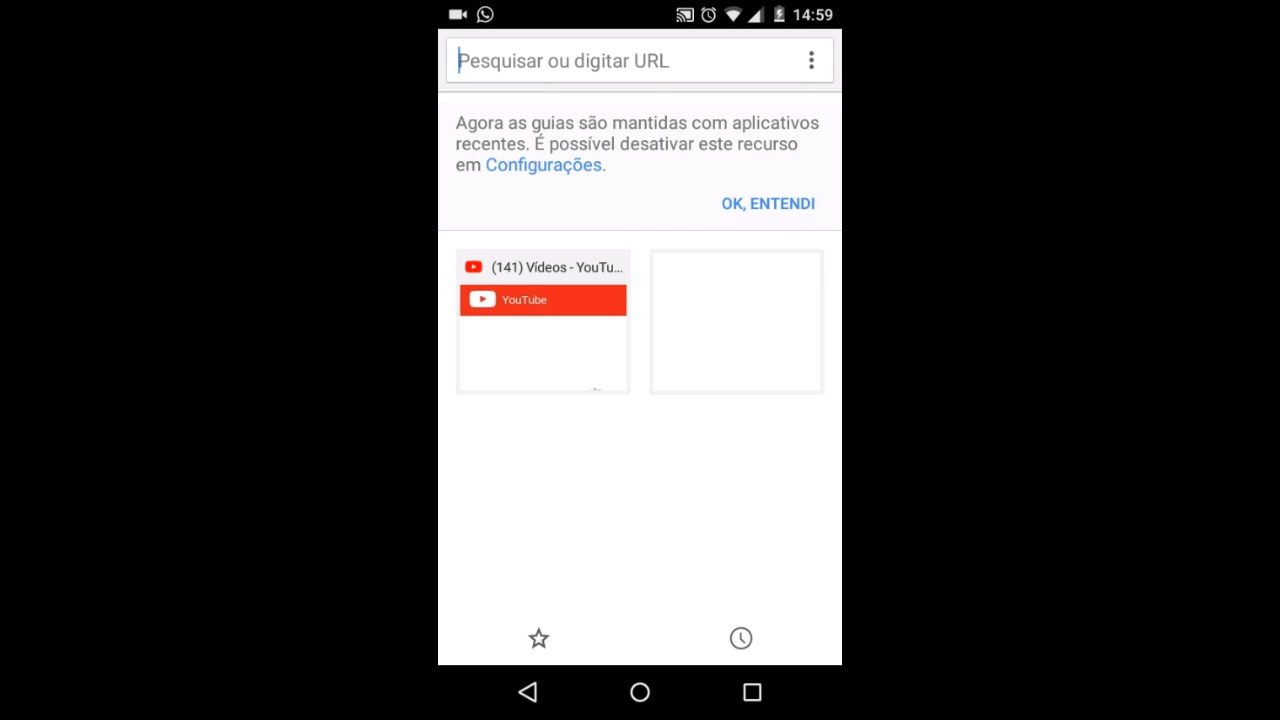 14:59
Pesquisar ou digitar URL
Agora as guias são mantidas com aplicativos
recentes. É possível desativar este recurso
em Configurações.
OK, ENTENDI
(141) Vídeos - YouTu...
YouTube